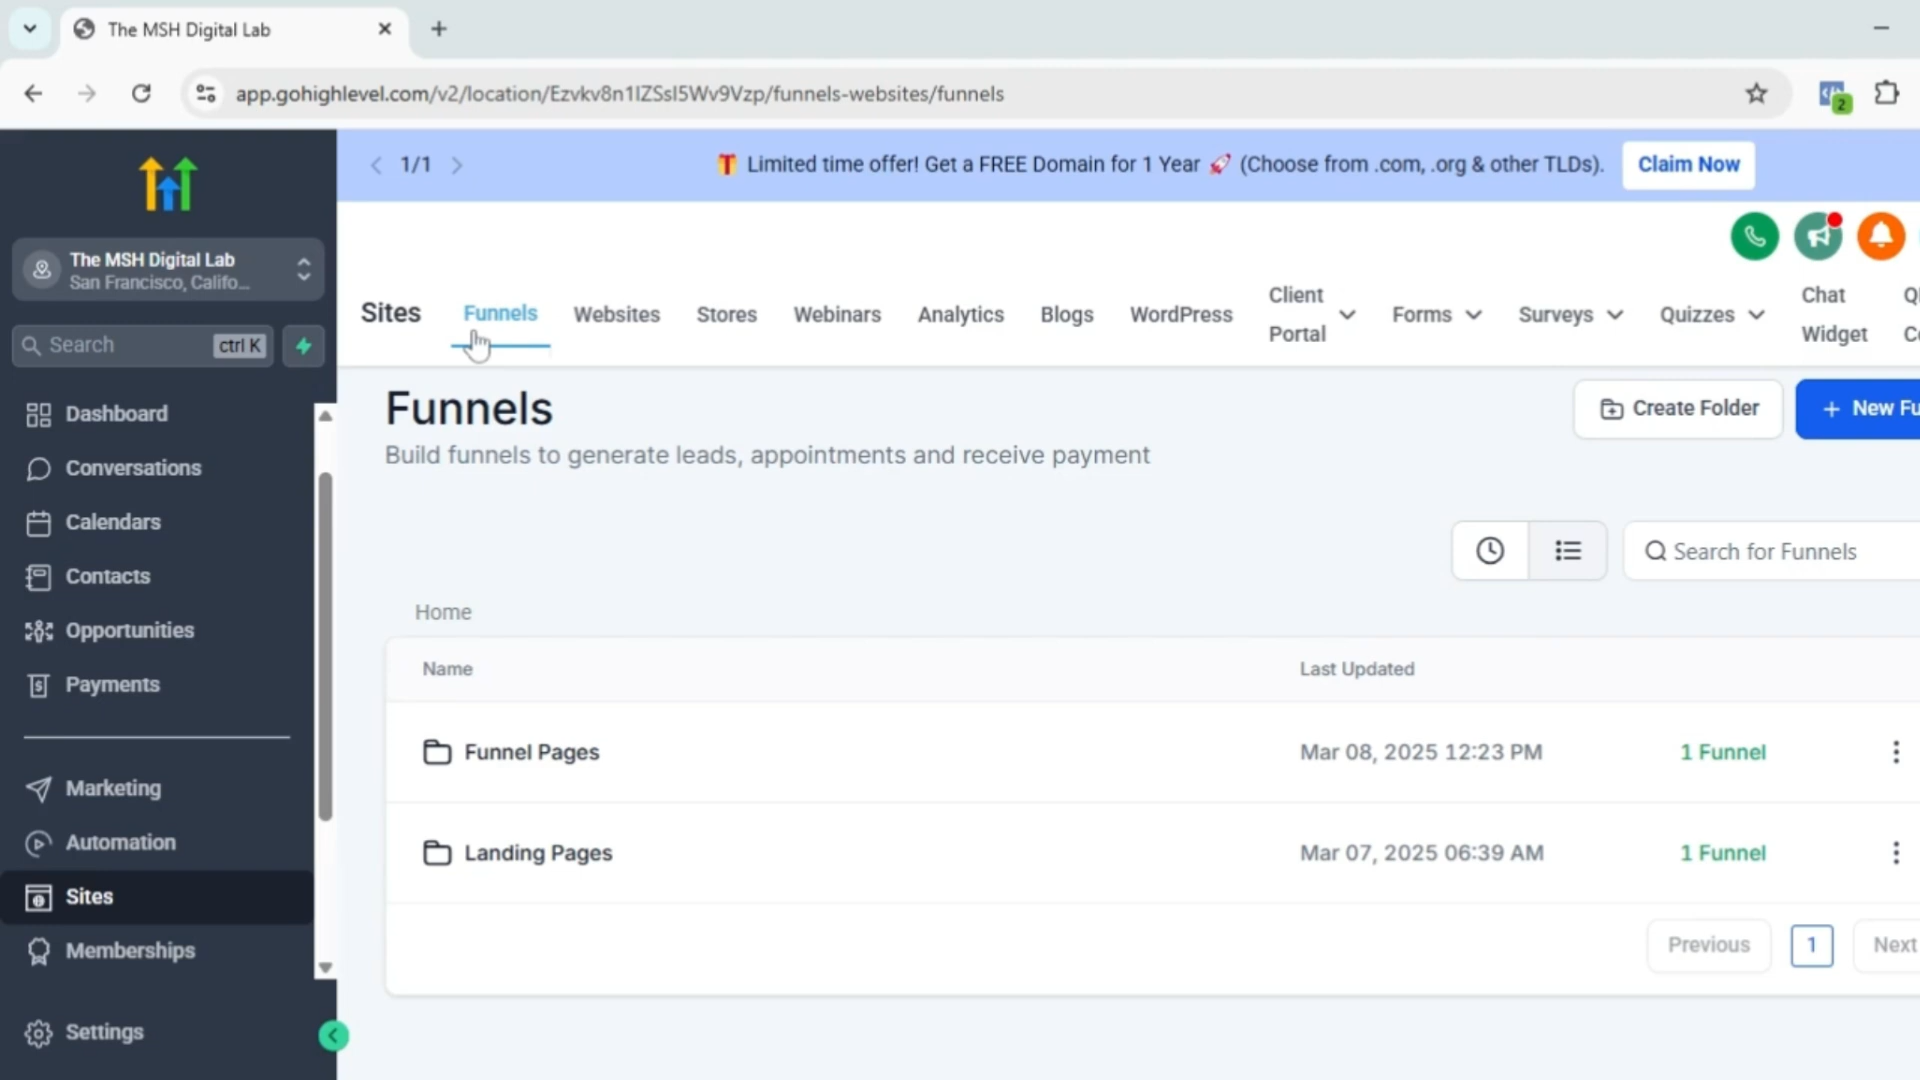 The MSH Digital Lab
app.gohighlevel.com/v2/location/Ezvkv8n1IZSsI5Wv9Vzp/funnels-websites/funnels
2
1/1
Limited time offer! Get a FREE Domain for 1 Year 🚀 (Choose from .com, .org & other TLDs).
Claim Now
The MSH Digital Lab
San Francisco, Califo...
Search
ctrl K
Dashboard
Conversations
Calendars
Contacts
Opportunities
Payments
Marketing
Automation
Sites
Memberships
Settings
Sites
Funnels
Websites
Stores
Webinars
Analytics
Blogs
WordPress
Client
Portal
Forms
Surveys
Quizzes
Chat
Widget
Funnels
Build funnels to generate leads, appointments and receive payment
Create Folder
+ New Fu
Search for Funnels
Home
Name
Last Updated
Funnel Pages
Mar 08, 2025 12:23 PM
1 Funnel
Landing Pages
Mar 07, 2025 06:39 AM
1 Funnel
Previous
1
Next